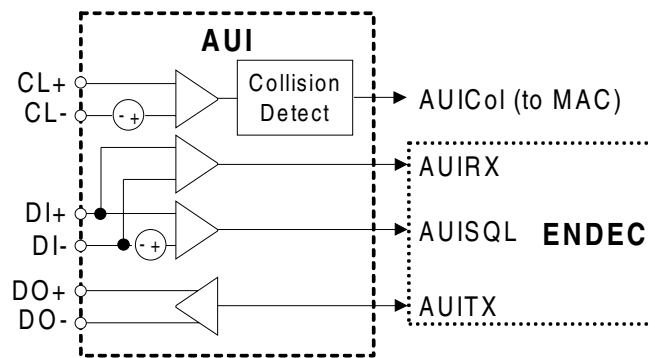 AUI
CL+
CL-
- +
Collision
Detect
AUICol (to MAC)
AUIRX
DI+
DI-
- +
AUISQL
ENDEC
DO+
DO-
AUITX